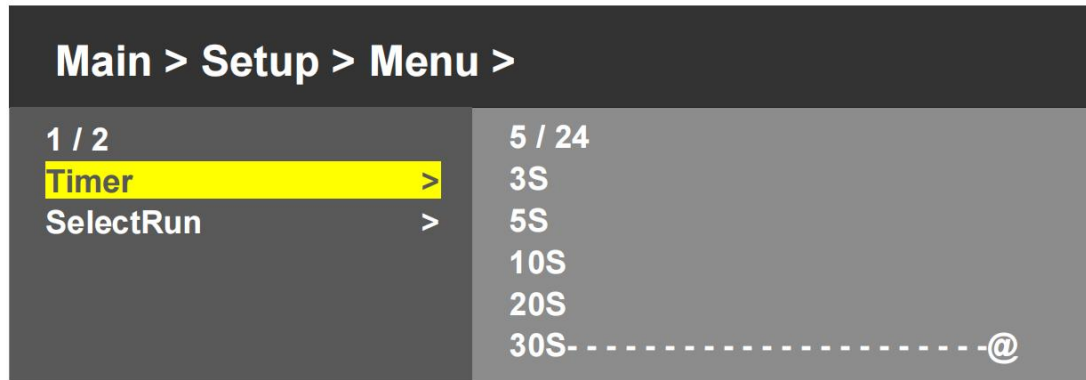 Main > Setup > Menu >
1 / 2
Timer >
SelectRun >
5 / 24
3S
5S
10S
20S
30S- - - - - - - - - - - - - - - - - - - - - -@